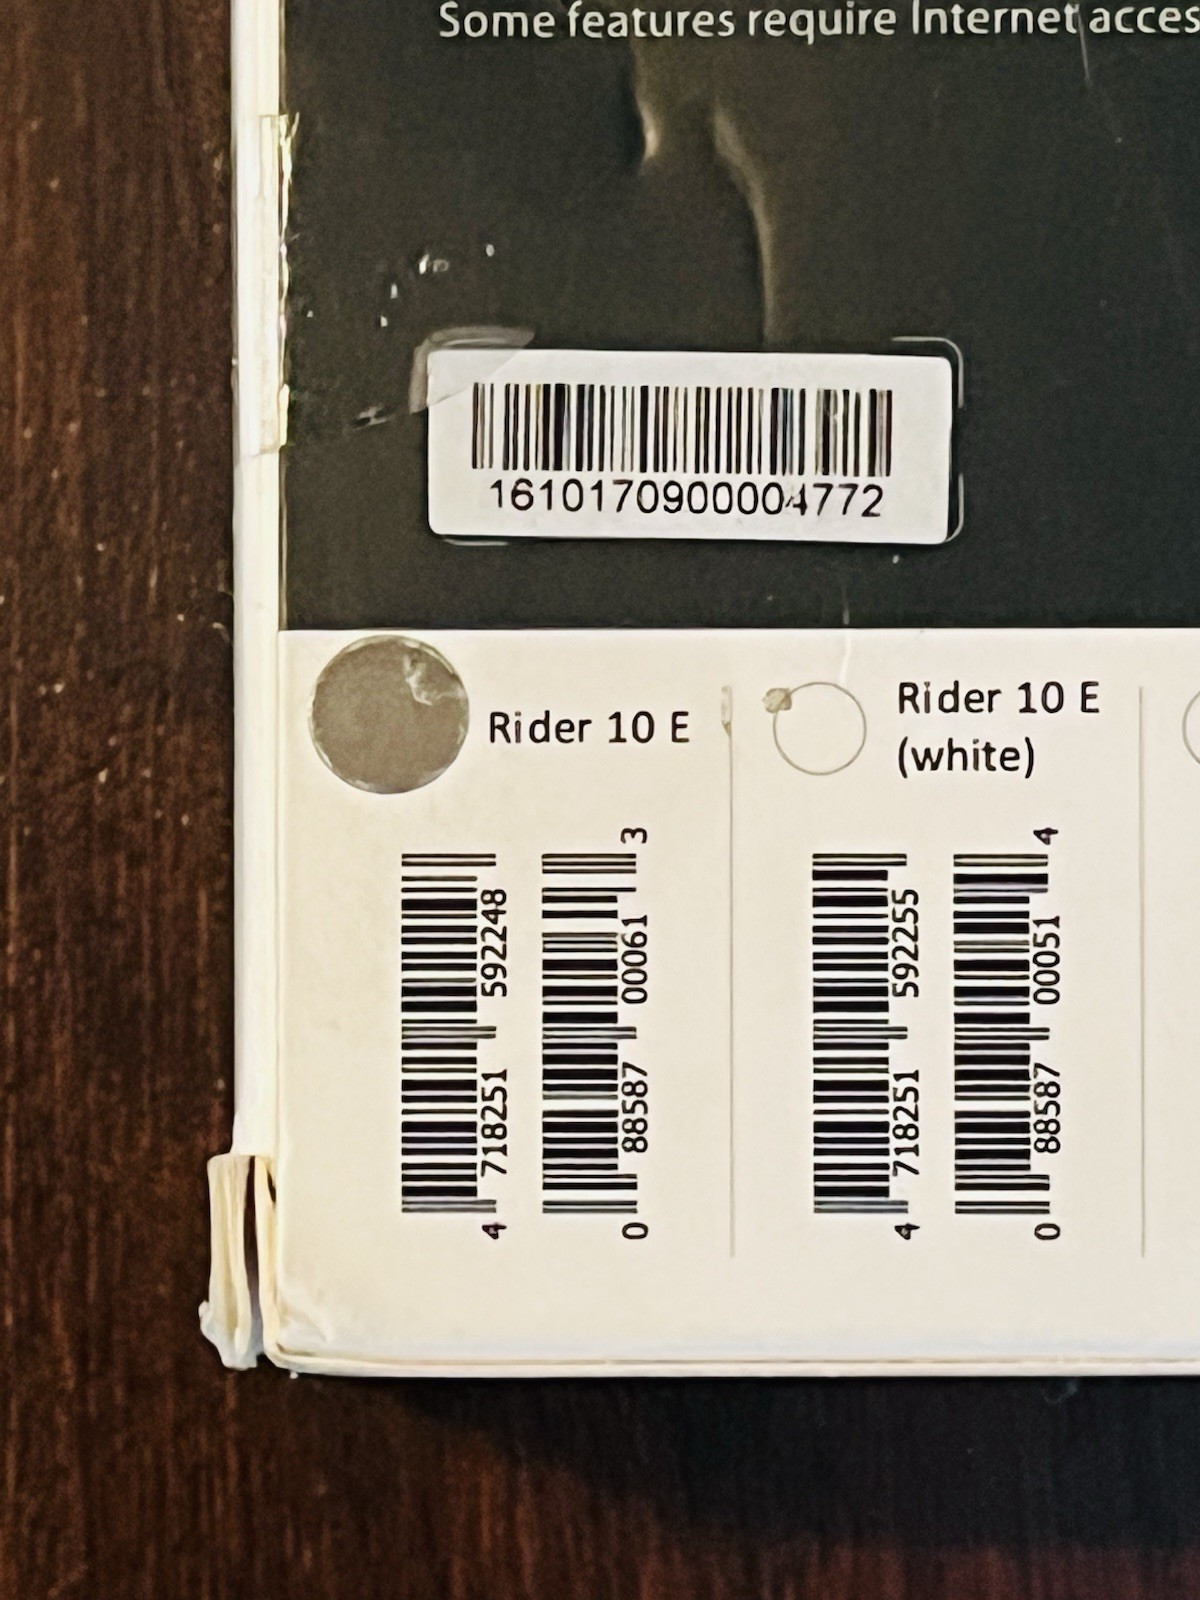 Some features require Internet acces
1610170900004772
Rider 10 E
4 718251 592248
0 88587 00061 3
Rider 10 E
(white)
4 718251 592255
0 88587 00051 4